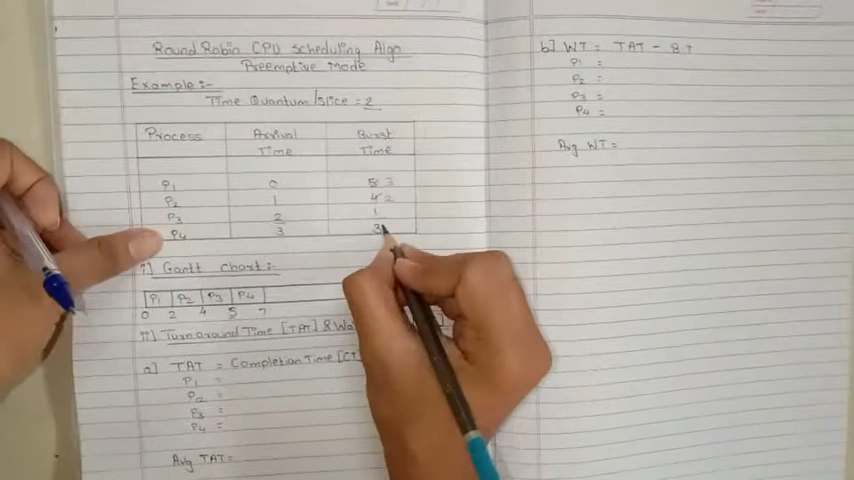 Round Robin CPU scheduling Algo
Preemptive Mode
Example :-
Time Quantum/slice = 2
Process Arrival Time Burst Time
P1 0 5 3
P2 1 4 2
P3 2 1
P4 3 3
i) Gantt chart :-
P1 P2 P3 P4
0 2 4 5 7
ii) Turnaround Time [TAT] &
a] TAT = Completion Time [CT
P1 =
P2 =
P3 =
P4 =
Avg TAT =
b] WT = TAT - BT
P1 =
P2 =
P3 =
P4 =
Avg WT =